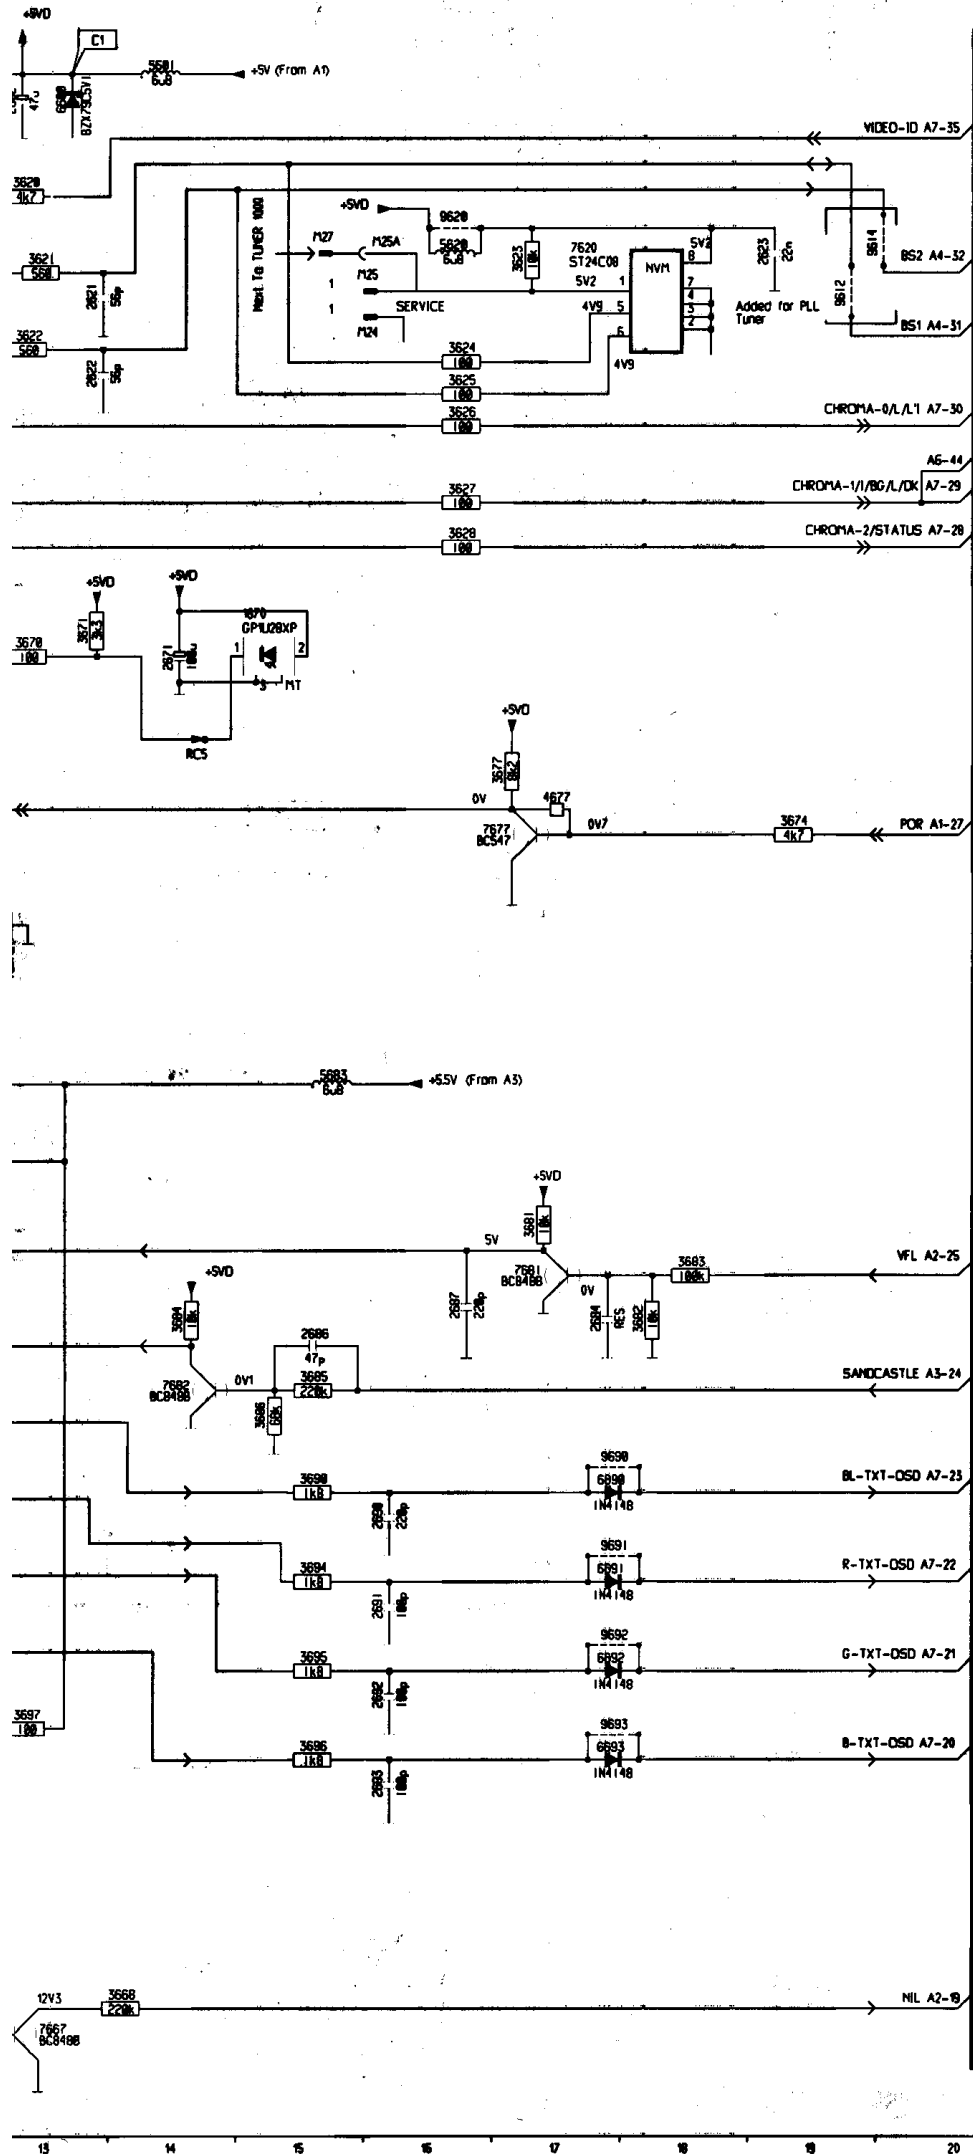 +5VD
C1
5601
6u8
+5V (From A1)
6600
BZX79C5V1
VIDEO-ID A7-35
3620
4k7
Next To TUNER 1000
+5VD
9620
5620
6u8
M27
M25A
M25
1
1
SERVICE
M24
3623
10k
7620
ST24C08
NVM
5V2
8
5V2
1
4V9
5
6
4V9
7
4
3
2
2623
22n
Added for PLL
Tuner
9614
9612
BS2 A4-32
BS1 A4-31
3621
560
2621
56p
3622
560
2622
56p
3624
100
3625
100
3626
100
CHROMA-0/L/L'1 A7-30
A6-44
3627
100
CHROMA-1/I/BG/L/DK A7-29
3628
100
CHROMA-2/STATUS A7-28
+5VD
+5VD
3671
3k3
3670
100
2671
100u
1670
GP1U28XP
1
2
3
MT
RC5
+5VD
3677
8k2
0V
4677
7677
BC547
0V7
3674
4k7
POR A1-27
5683
6u8
+5.5V (From A3)
+5VD
3681
10k
5V
7681
BC848B
2687
220p
0V
2684
RES
3682
10k
3683
100k
VFL A2-25
+5VD
3684
10k
2686
47p
7682
BC848B
0V1
3685
220k
3686
68k
SANDCASTLE A3-24
3690
1k8
2690
220p
9690
6690
1N4148
BL-TXT-OSD A7-23
3694
1k8
2691
100p
9691
6691
1N4148
R-TXT-OSD A7-22
3695
1k8
2692
100p
9692
6692
1N4148
G-TXT-OSD A7-21
3697
100
3696
1k8
2693
100p
9693
6693
1N4148
B-TXT-OSD A7-20
12V3
3668
220k
NIL A2-19
7667
BC848B
13 14 15 16 17 18 19 20